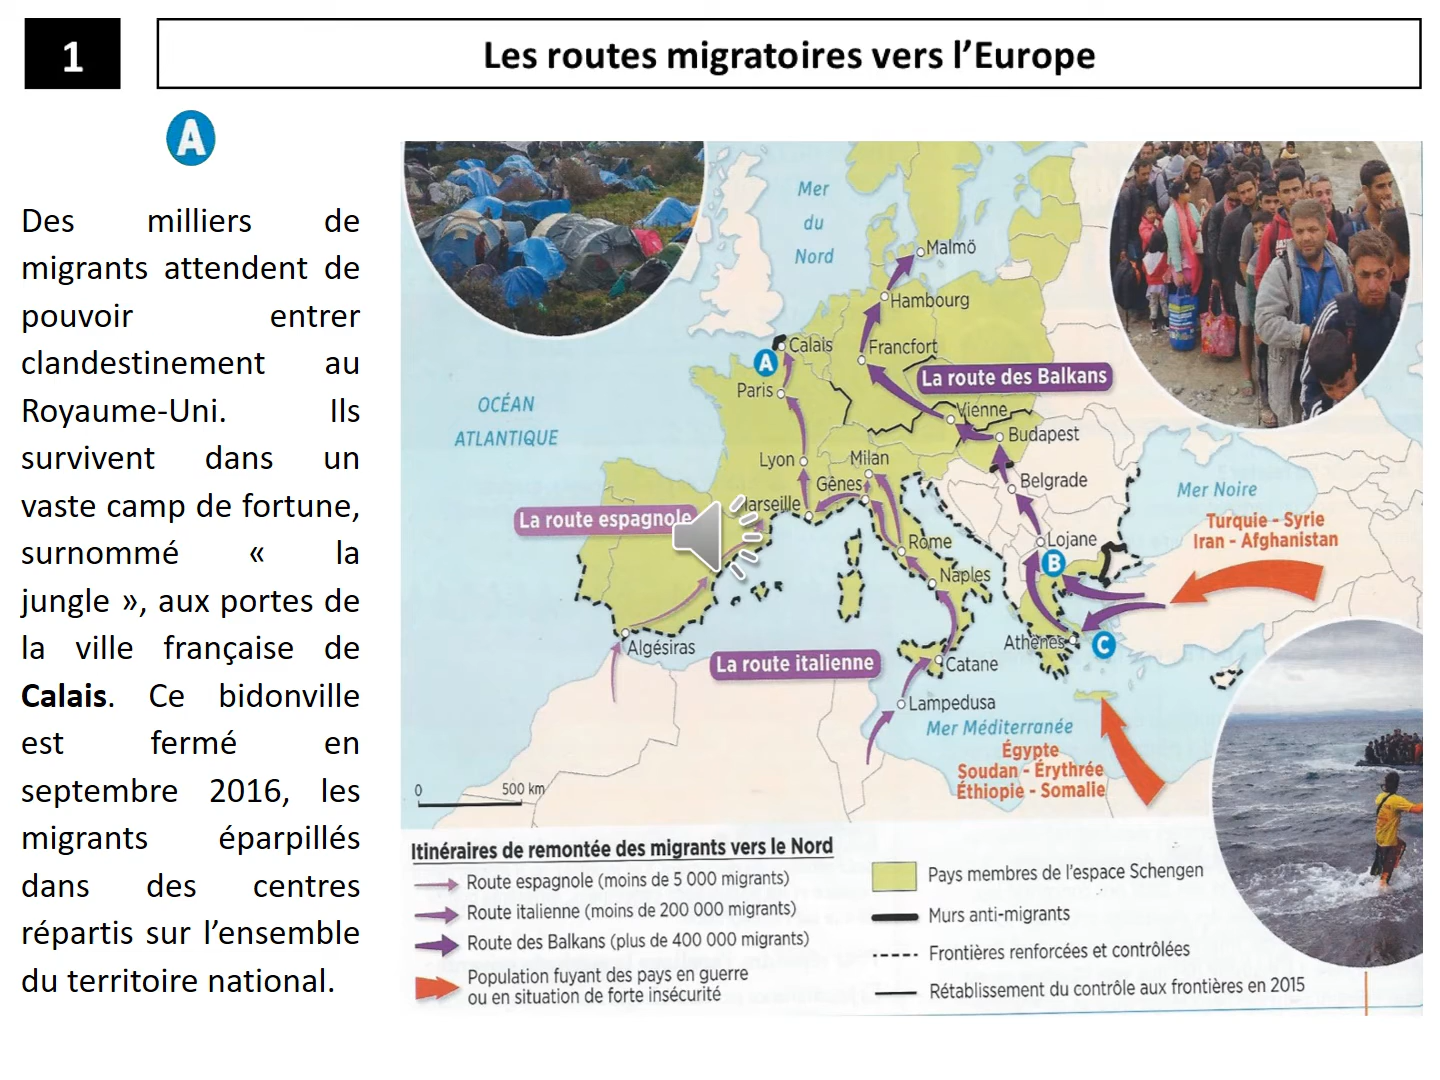 1
Les routes migratoires vers l’Europe
A
Des milliers de
migrants attendent de
pouvoir entrer
clandestinement au
Royaume-Uni. Ils
survivent dans un
vaste camp de fortune,
surnommé « la
jungle », aux portes de
la ville française de
Calais. Ce bidonville
est fermé en
septembre 2016, les
migrants éparpillés
dans des centres
répartis sur l’ensemble
du territoire national.
Mer
du
Nord
Malmö
Hambourg
Calais
Francfort
A
La route des Balkans
Paris
OCÉAN
ATLANTIQUE
Vienne
Budapest
Lyon
Milan
Gênes
Belgrade
Mer Noire
Marseille
La route espagnole
Turquie - Syrie
Iran - Afghanistan
Rome
Lojane
B
Naples
Algésiras
Athènes
C
La route italienne
Catane
Lampedusa
Mer Méditerranée
Égypte
Soudan - Érythrée
Éthiopie - Somalie
0 500 km
Itinéraires de remontée des migrants vers le Nord
Route espagnole (moins de 5 000 migrants)
Route italienne (moins de 200 000 migrants)
Route des Balkans (plus de 400 000 migrants)
Population fuyant des pays en guerre
ou en situation de forte insécurité
Pays membres de l’espace Schengen
Murs anti-migrants
Frontières renforcées et contrôlées
Rétablissement du contrôle aux frontières en 2015